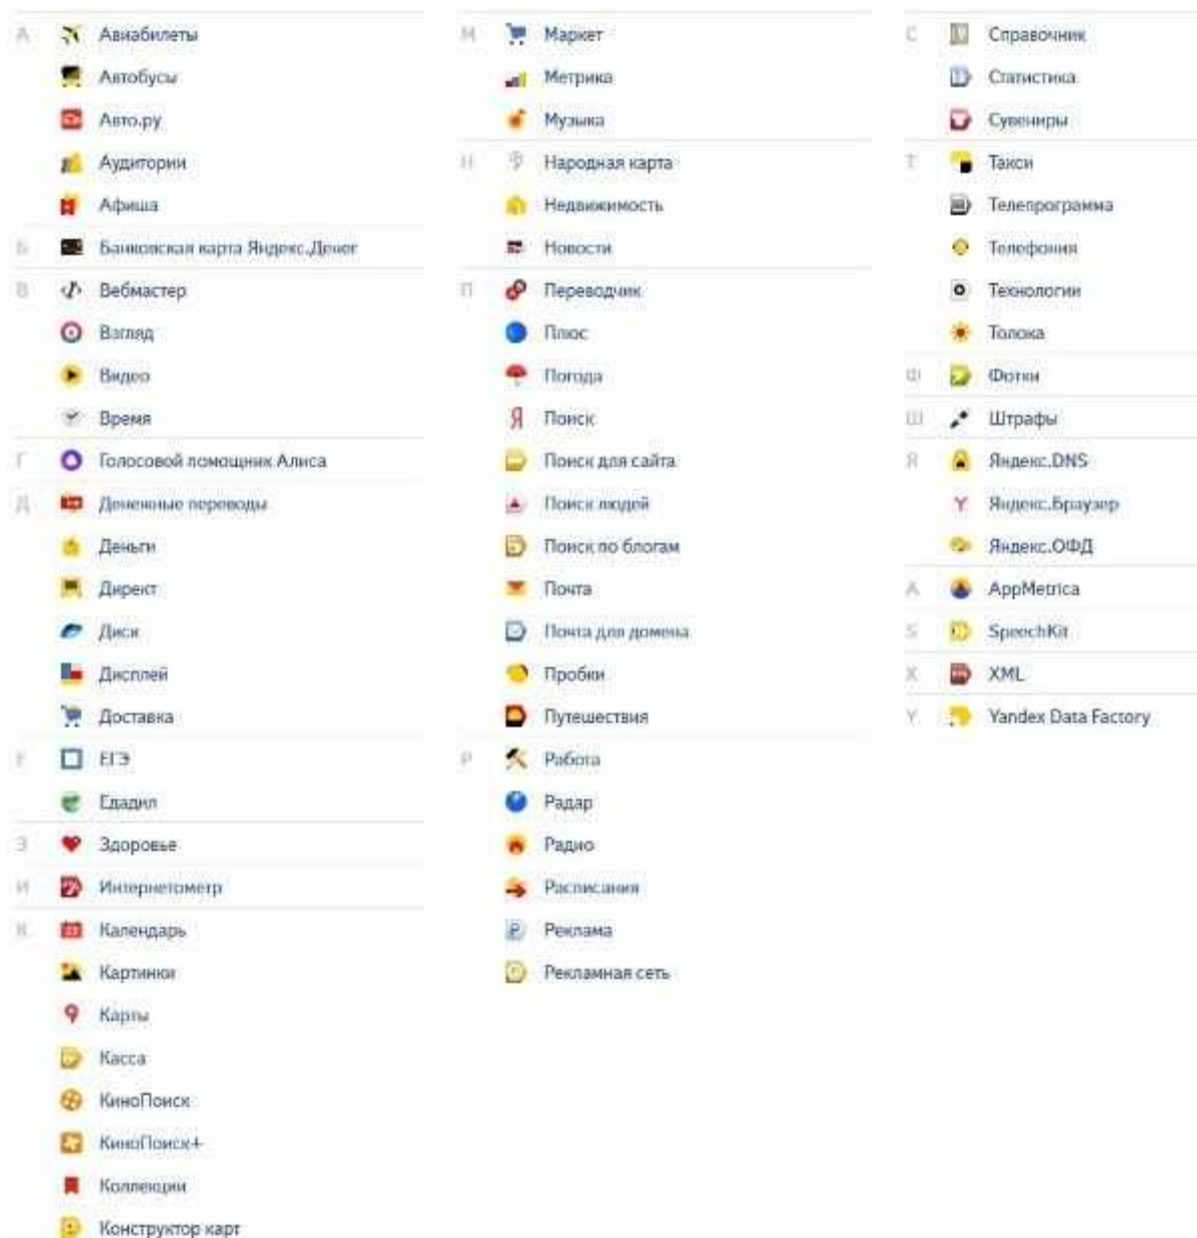 А Авиабилеты
Автобусы
Авто.ру
Аудитории
Афиша
Б Банковская карта Яндекс.Денег
В Вебмастер
Взгляд
Видео
Время
Г Голосовой помощник Алиса
Д Денежные переводы
Деньги
Директ
Диск
Дисплей
Доставка
Е ЕГЭ
Едадил
З Здоровье
И Интернетометр
К Календарь
Картинки
Карты
Касса
КиноПоиск
КиноПоиск+
Коллекции
Конструктор карт
М Маркет
Метрика
Музыка
Н Народная карта
Недвижимость
Новости
П Переводчик
Плюс
Погода
Поиск
Поиск для сайта
Поиск людей
Поиск по блогам
Почта
Почта для домена
Пробки
Путешествия
Р Работа
Радар
Радио
Расписания
Реклама
Рекламная сеть
С Справочник
Статистика
Сувениры
Т Такси
Телепрограмма
Телефония
Технологии
Толока
Ф Фотки
Ш Штрафы
Я Яндекс.DNS
Яндекс.Браузер
Яндекс.ОФД
A AppMetrica
S SpeechKit
X XML
Y Yandex Data Factory